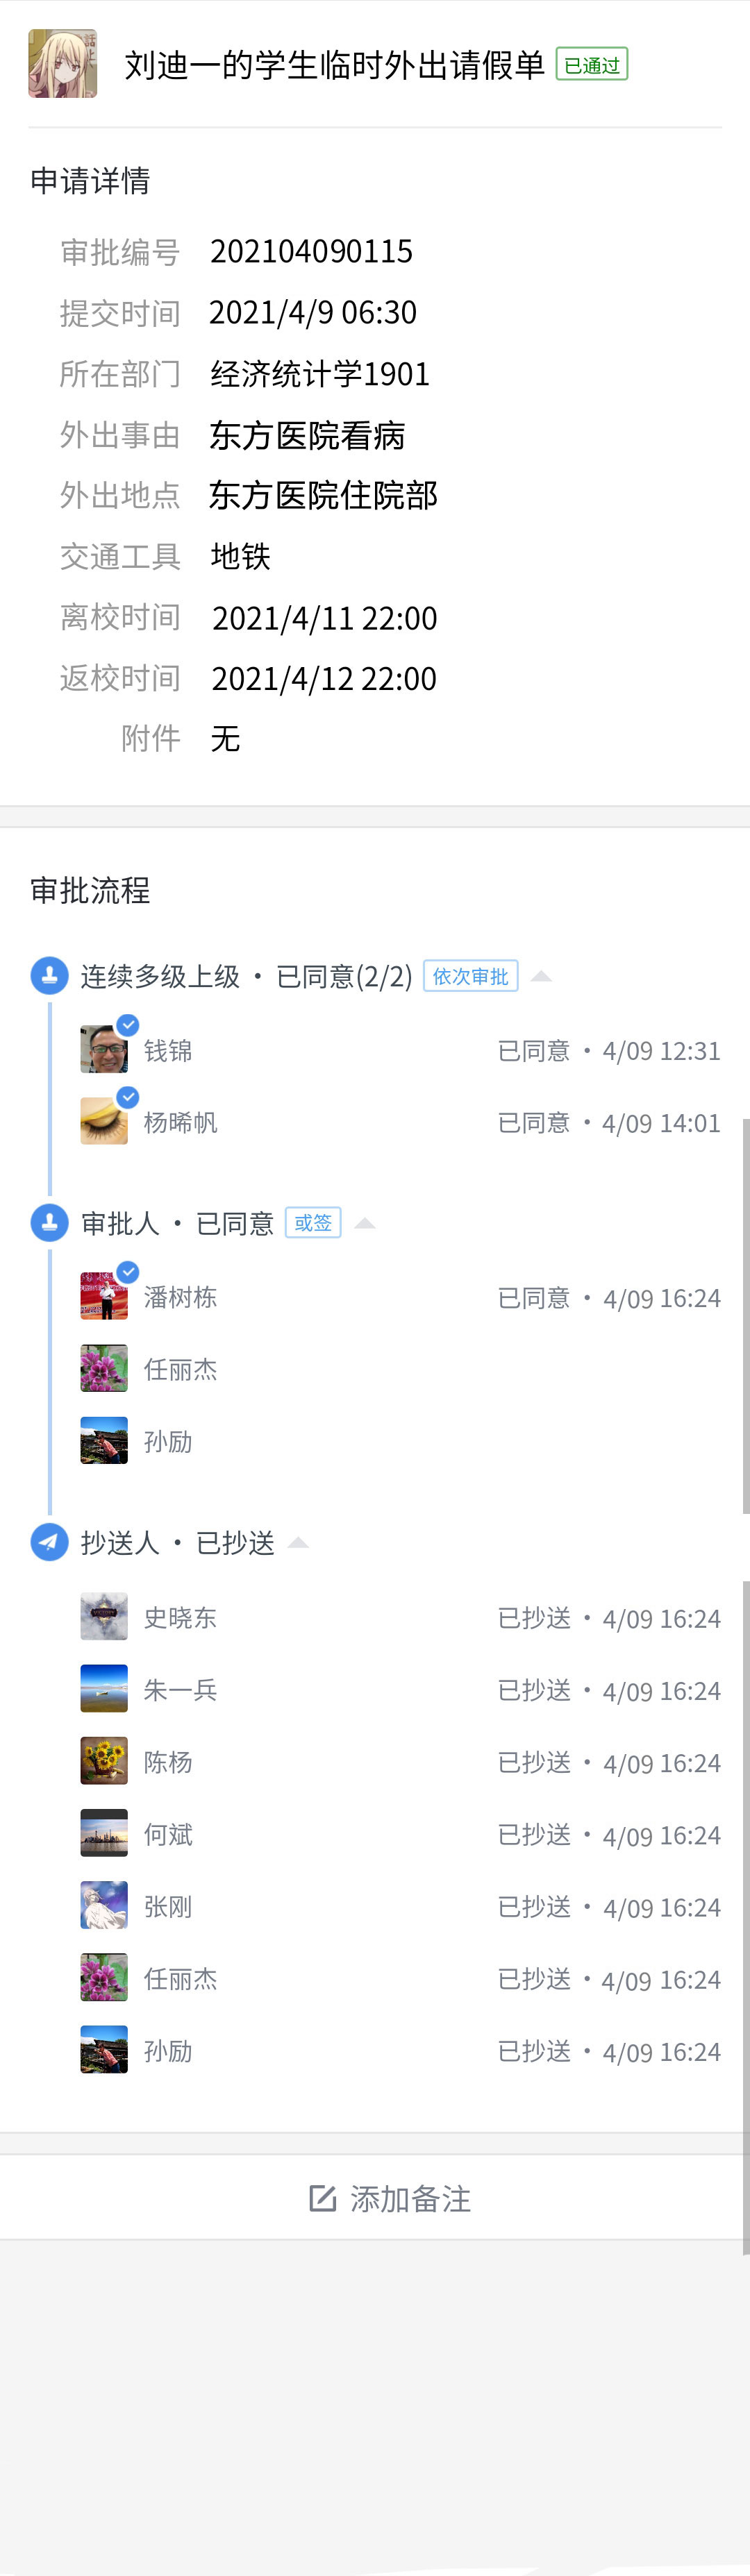 刘迪一的学生临时外出请假单 已通过
申请详情
审批编号 202104090115
提交时间 2021/4/9 06:30
所在部门 经济统计学1901
外出事由 东方医院看病
外出地点 东方医院住院部
交通工具 地铁
离校时间 2021/4/11 22:00
返校时间 2021/4/12 22:00
附件 无
审批流程
连续多级上级 · 已同意(2/2) 依次审批
钱锦 已同意 · 4/09 12:31
杨晞帆 已同意 · 4/09 14:01
审批人 · 已同意 或签
潘树栋 已同意 · 4/09 16:24
任丽杰
孙励
抄送人 · 已抄送
史晓东 已抄送 · 4/09 16:24
朱一兵 已抄送 · 4/09 16:24
陈杨 已抄送 · 4/09 16:24
何斌 已抄送 · 4/09 16:24
张刚 已抄送 · 4/09 16:24
任丽杰 已抄送 · 4/09 16:24
孙励 已抄送 · 4/09 16:24
添加备注